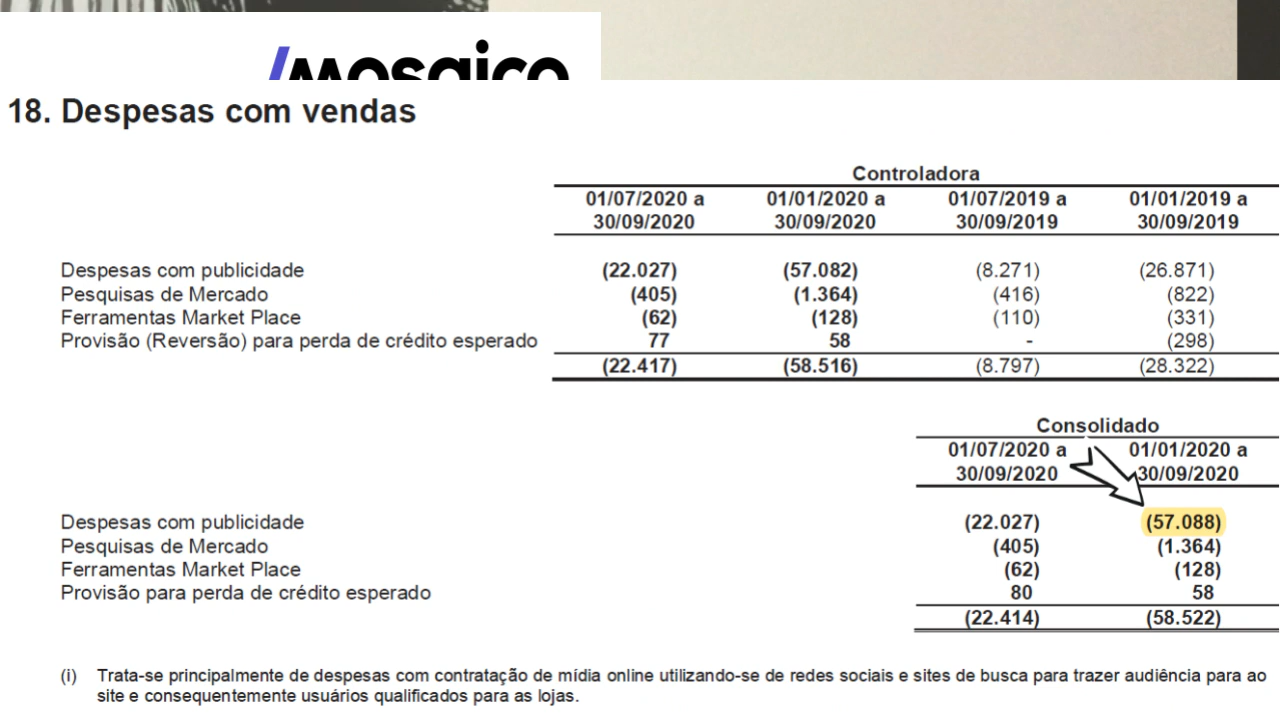 mosaico
18. Despesas com vendas
Controladora
01/07/2020 a 01/01/2020 a 01/07/2019 a 01/01/2019 a
30/09/2020 30/09/2020 30/09/2019 30/09/2019
Despesas com publicidade (22.027) (57.082) (8.271) (26.871)
Pesquisas de Mercado (405) (1.364) (416) (822)
Ferramentas Market Place (62) (128) (110) (331)
Provisão (Reversão) para perda de crédito esperado 77 58 - (298)
(22.417) (58.516) (8.797) (28.322)
Consolidado
01/07/2020 a 01/01/2020 a
30/09/2020 30/09/2020
Despesas com publicidade (22.027) (57.088)
Pesquisas de Mercado (405) (1.364)
Ferramentas Market Place (62) (128)
Provisão para perda de crédito esperado 80 58
(22.414) (58.522)
(i) Trata-se principalmente de despesas com contratação de mídia online utilizando-se de redes sociais e sites de busca para trazer audiência para ao
site e consequentemente usuários qualificados para as lojas.